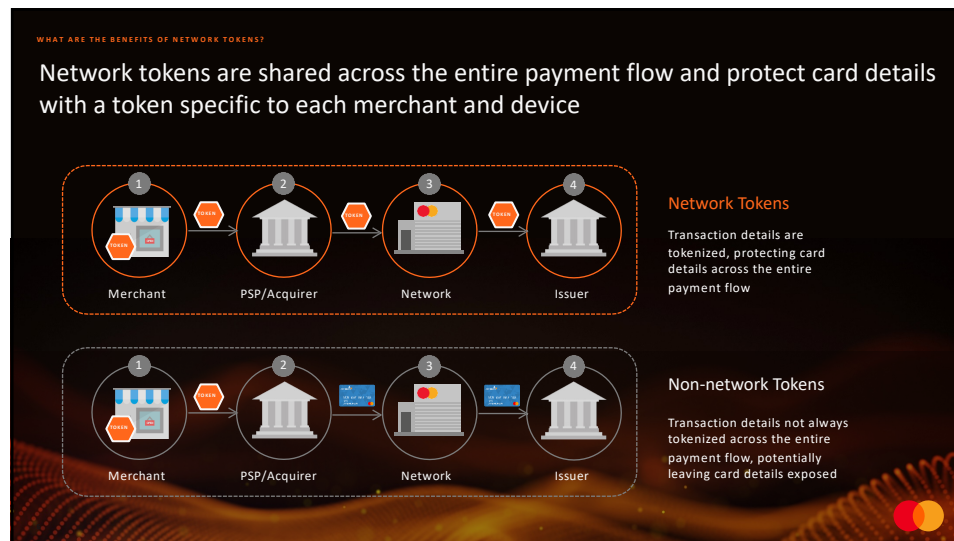 WHAT ARE THE BENEFITS OF NETWORK TOKENS?
Network tokens are shared across the entire payment flow and protect card details
with a token specific to each merchant and device
1
2
3
4
TOKEN
TOKEN
TOKEN
TOKEN
OPEN
Merchant
PSP/Acquirer
Network
Issuer
Network Tokens
Transaction details are
tokenized, protecting card
details across the entire
payment flow
1
2
3
4
TOKEN
TOKEN
OPEN
Merchant
PSP/Acquirer
Network
Issuer
Non-network Tokens
Transaction details not always
tokenized across the entire
payment flow, potentially
leaving card details exposed